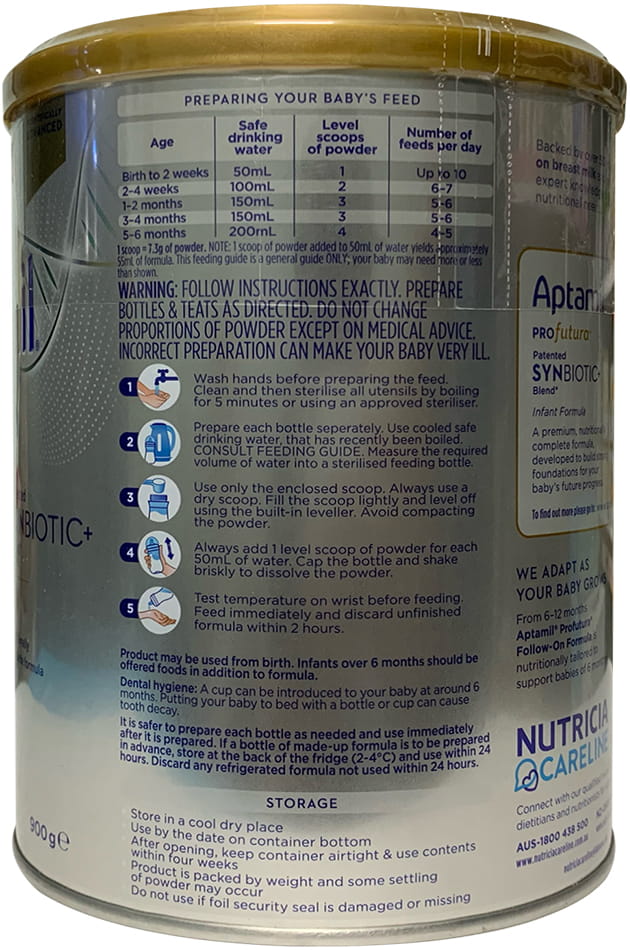 PREPARING YOUR BABY'S FEED
Age Safe drinking water Level scoops of powder Number of feeds per day
Birth to 2 weeks 50mL 1 Up to 10
2-4 weeks 100mL 2 6-7
1-2 months 150mL 3 5-6
3-4 months 150mL 3 5-6
5-6 months 200mL 4 4-5
1 scoop = 7.3g of powder. NOTE: 1 scoop of powder added to 50mL of water yields approximately
55mL of formula. This feeding guide is a general guide ONLY; your baby may need more or less
than shown.
WARNING: FOLLOW INSTRUCTIONS EXACTLY. PREPARE
BOTTLES & TEATS AS DIRECTED. DO NOT CHANGE
PROPORTIONS OF POWDER EXCEPT ON MEDICAL ADVICE.
INCORRECT PREPARATION CAN MAKE YOUR BABY VERY ILL.
1 Wash hands before preparing the feed.
Clean and then sterilise all utensils by boiling
for 5 minutes or using an approved steriliser.
2 Prepare each bottle seperately. Use cooled safe
drinking water, that has recently been boiled.
CONSULT FEEDING GUIDE. Measure the required
volume of water into a sterilised feeding bottle.
3 Use only the enclosed scoop. Always use a
dry scoop. Fill the scoop lightly and level off
using the built-in leveller. Avoid compacting
the powder.
4 Always add 1 level scoop of powder for each
50mL of water. Cap the bottle and shake
briskly to dissolve the powder.
5 Test temperature on wrist before feeding.
Feed immediately and discard unfinished
formula within 2 hours.
Product may be used from birth. Infants over 6 months should be
offered foods in addition to formula.
Dental hygiene: A cup can be introduced to your baby at around 6
months. Putting your baby to bed with a bottle or cup can cause
tooth decay.
It is safer to prepare each bottle as needed and use immediately
after it is prepared. If a bottle of made-up formula is to be prepared
in advance, store at the back of the fridge (2-4°C) and use within 24
hours. Discard any refrigerated formula not used within 24 hours.
STORAGE
Store in a cool dry place
Use by the date on container bottom
After opening, keep container airtight & use contents
within four weeks
Product is packed by weight and some settling
of powder may occur
Do not use if foil security seal is damaged or missing
900g e
NBIOTIC+
formula
Backed by over
on breast milk
expert
nutritional
Aptamil
PROfutura
Patented
SYNBIOTIC+
Blend*
Infant Formula
A premium, nutritionally
complete formula,
developed to build strong
foundations for your
baby's future progress.
To find out more please go to:
WE ADAPT AS
YOUR BABY GROWS
From 6-12 months
Aptamil® Profutura®
Follow-On Formula is
nutritionally tailored to
support babies of 6 months
NUTRICIA
CARELINE
Connect with our qualified
dietitians and nutritionists
AUS-1800 438 500
www.nutriciacareline.com.au